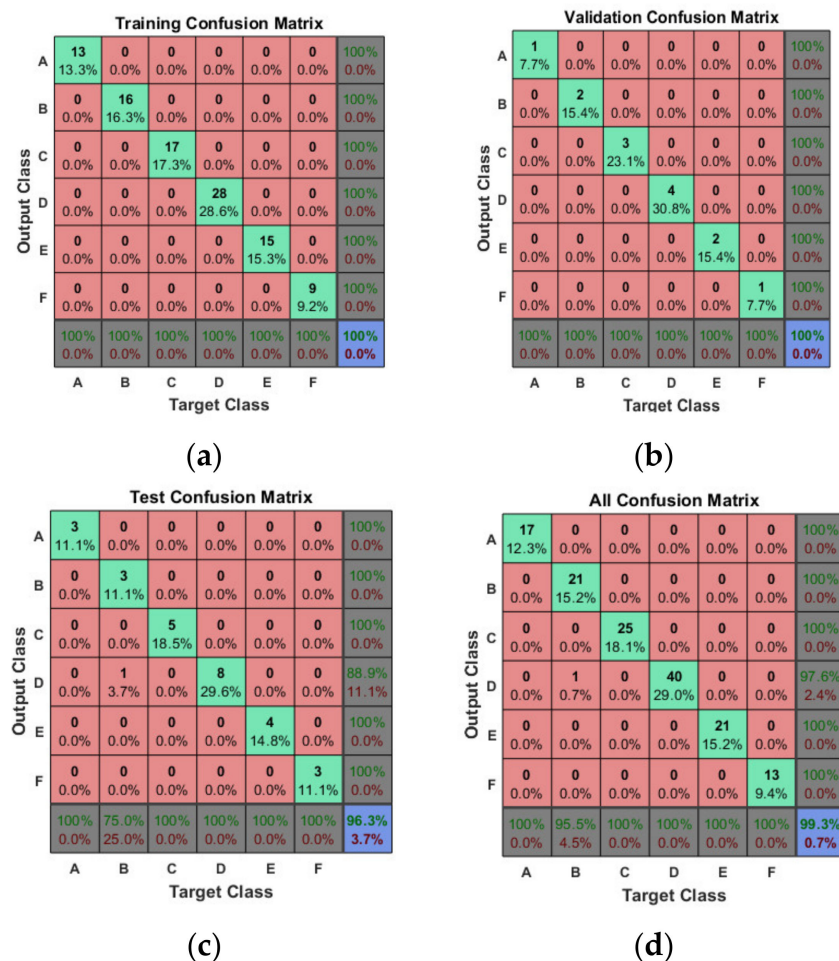 Training Confusion Matrix
A 13 0 0 0 0 0 100%
13.3% 0.0% 0.0% 0.0% 0.0% 0.0% 0.0%
B 0 16 0 0 0 0 100%
0.0% 16.3% 0.0% 0.0% 0.0% 0.0% 0.0%
C 0 0 17 0 0 0 100%
0.0% 0.0% 17.3% 0.0% 0.0% 0.0% 0.0%
D 0 0 0 28 0 0 100%
0.0% 0.0% 0.0% 28.6% 0.0% 0.0% 0.0%
E 0 0 0 0 15 0 100%
0.0% 0.0% 0.0% 0.0% 15.3% 0.0% 0.0%
F 0 0 0 0 0 9 100%
0.0% 0.0% 0.0% 0.0% 0.0% 9.2% 0.0%
100% 100% 100% 100% 100% 100% 100%
0.0% 0.0% 0.0% 0.0% 0.0% 0.0% 0.0%
A B C D E F
Target Class
Output Class
(a)
Validation Confusion Matrix
A 1 0 0 0 0 0 100%
7.7% 0.0% 0.0% 0.0% 0.0% 0.0% 0.0%
B 0 2 0 0 0 0 100%
0.0% 15.4% 0.0% 0.0% 0.0% 0.0% 0.0%
C 0 0 3 0 0 0 100%
0.0% 0.0% 23.1% 0.0% 0.0% 0.0% 0.0%
D 0 0 0 4 0 0 100%
0.0% 0.0% 0.0% 30.8% 0.0% 0.0% 0.0%
E 0 0 0 0 2 0 100%
0.0% 0.0% 0.0% 0.0% 15.4% 0.0% 0.0%
F 0 0 0 0 0 1 100%
0.0% 0.0% 0.0% 0.0% 0.0% 7.7% 0.0%
100% 100% 100% 100% 100% 100% 100%
0.0% 0.0% 0.0% 0.0% 0.0% 0.0% 0.0%
A B C D E F
Target Class
Output Class
(b)
Test Confusion Matrix
A 3 0 0 0 0 0 100%
11.1% 0.0% 0.0% 0.0% 0.0% 0.0% 0.0%
B 0 3 0 0 0 0 100%
0.0% 11.1% 0.0% 0.0% 0.0% 0.0% 0.0%
C 0 0 5 0 0 0 100%
0.0% 0.0% 18.5% 0.0% 0.0% 0.0% 0.0%
D 0 1 0 8 0 0 88.9%
0.0% 3.7% 0.0% 29.6% 0.0% 0.0% 11.1%
E 0 0 0 0 4 0 100%
0.0% 0.0% 0.0% 0.0% 14.8% 0.0% 0.0%
F 0 0 0 0 0 3 100%
0.0% 0.0% 0.0% 0.0% 0.0% 11.1% 0.0%
100% 75.0% 100% 100% 100% 100% 96.3%
0.0% 25.0% 0.0% 0.0% 0.0% 0.0% 3.7%
A B C D E F
Target Class
Output Class
(c)
All Confusion Matrix
A 17 0 0 0 0 0 100%
12.3% 0.0% 0.0% 0.0% 0.0% 0.0% 0.0%
B 0 21 0 0 0 0 100%
0.0% 15.2% 0.0% 0.0% 0.0% 0.0% 0.0%
C 0 0 25 0 0 0 100%
0.0% 0.0% 18.1% 0.0% 0.0% 0.0% 0.0%
D 0 1 0 40 0 0 97.6%
0.0% 0.7% 0.0% 29.0% 0.0% 0.0% 2.4%
E 0 0 0 0 21 0 100%
0.0% 0.0% 0.0% 0.0% 15.2% 0.0% 0.0%
F 0 0 0 0 0 13 100%
0.0% 0.0% 0.0% 0.0% 0.0% 9.4% 0.0%
100% 95.5% 100% 100% 100% 100% 99.3%
0.0% 4.5% 0.0% 0.0% 0.0% 0.0% 0.7%
A B C D E F
Target Class
Output Class
(d)